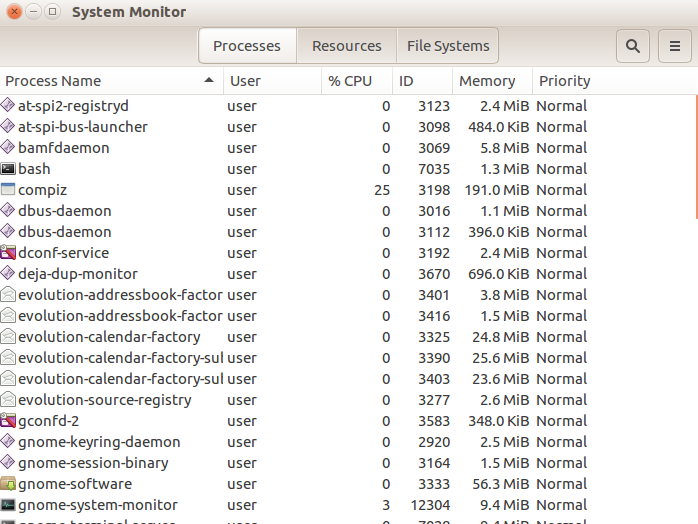 System Monitor
Processes Resources File Systems
Process Name User % CPU ID Memory Priority
at-spi2-registryd user 0 3123 2.4 MiB Normal
at-spi-bus-launcher user 0 3098 484.0 KiB Normal
bamfdaemon user 0 3069 5.8 MiB Normal
bash user 0 7035 1.3 MiB Normal
compiz user 25 3198 191.0 MiB Normal
dbus-daemon user 0 3016 1.1 MiB Normal
dbus-daemon user 0 3112 396.0 KiB Normal
dconf-service user 0 3192 2.4 MiB Normal
deja-dup-monitor user 0 3670 696.0 KiB Normal
evolution-addressbook-factor user 0 3401 3.8 MiB Normal
evolution-addressbook-factor user 0 3416 1.5 MiB Normal
evolution-calendar-factory user 0 3325 24.8 MiB Normal
evolution-calendar-factory-sul user 0 3390 25.6 MiB Normal
evolution-calendar-factory-sul user 0 3403 23.6 MiB Normal
evolution-source-registry user 0 3277 2.6 MiB Normal
gconfd-2 user 0 3583 348.0 KiB Normal
gnome-keyring-daemon user 0 2920 2.5 MiB Normal
gnome-session-binary user 0 3164 1.5 MiB Normal
gnome-software user 0 3333 56.3 MiB Normal
gnome-system-monitor user 3 12304 9.4 MiB Normal